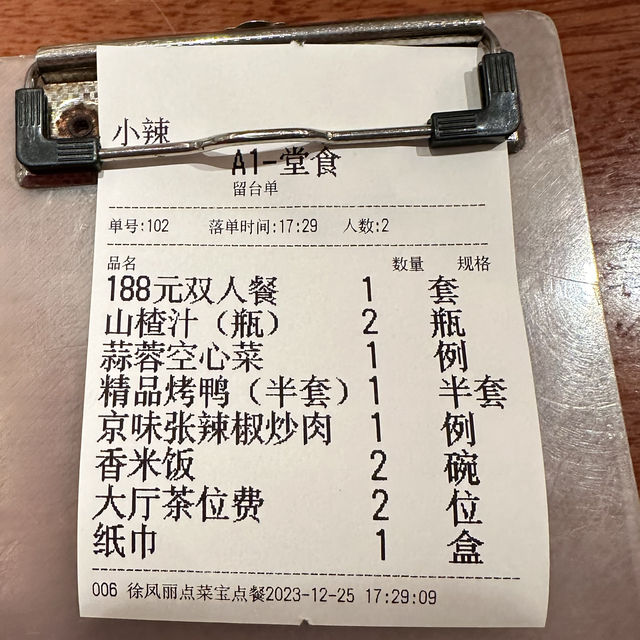 小辣
A1-堂食
留台单
单号:102 落单时间:17:29 人数:2
品名 数量 规格
188元双人餐 1 套
山楂汁（瓶） 2 瓶
蒜蓉空心菜 1 例
精品烤鸭（半套） 1 半套
京味张辣椒炒肉 1 例
香米饭 2 碗
大厅茶位费 2 位
纸巾 1 盒
006 徐凤丽点菜宝点餐2023-12-25 17:29:09